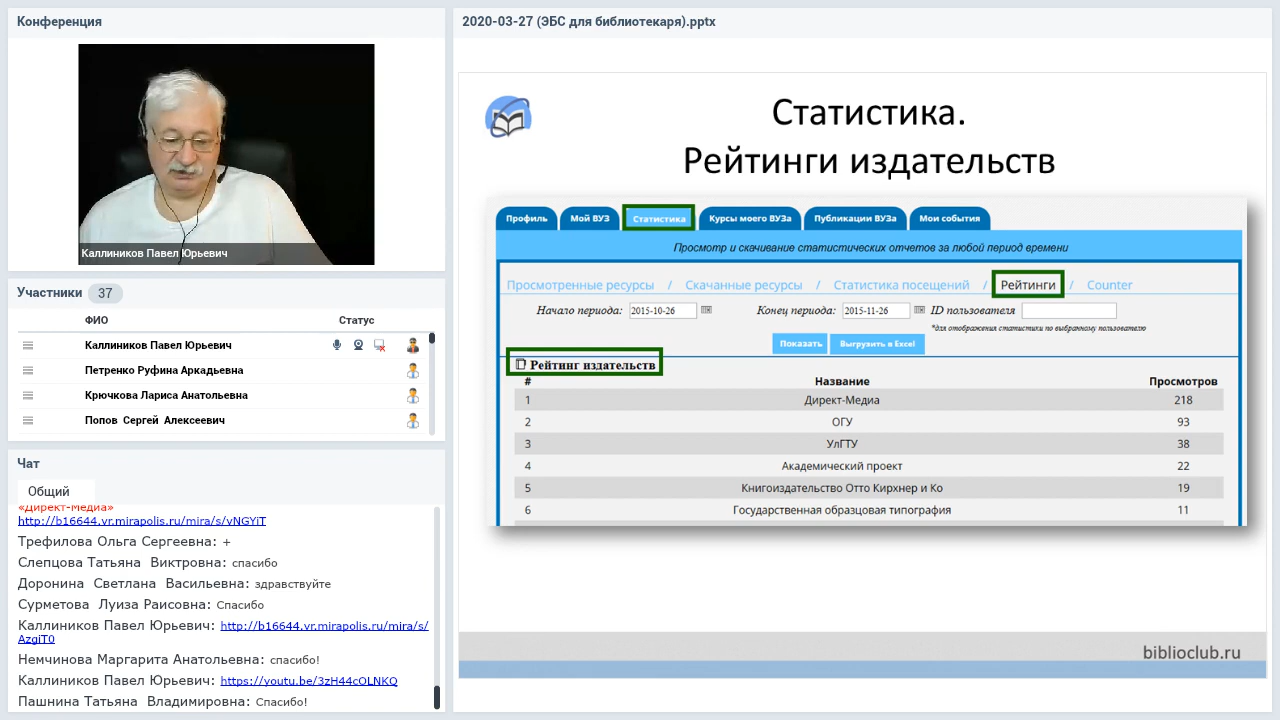 Конференция
Каллиников Павел Юрьевич
Участники 37
ФИО Статус
Каллиников Павел Юрьевич
Петренко Руфина Аркадьевна
Крючкова Лариса Анатольевна
Попов Сергей Алексеевич
Чат
Общий
«Директ-Медиа»
http://b16644.vr.mirapolis.ru/mira/s/vNGYiT
Трефилова Ольга Сергеевна: +
Слепцова Татьяна Виктровна: спасибо
Доронина Светлана Васильевна: здравствуйте
Сурметова Луиза Раисовна: Спасибо
Каллиников Павел Юрьевич: http://b16644.vr.mirapolis.ru/mira/s/
AzgiT0
Немчинова Маргарита Анатольевна: спасибо!
Каллиников Павел Юрьевич: https://youtu.be/3zH44cOLNKQ
Пашнина Татьяна Владимировна: Спасибо!
2020-03-27 (ЭБС для библиотекаря).pptx
Статистика.
Рейтинги издательств
Профиль Мой ВУЗ Статистика Курсы моего ВУЗа Публикации ВУЗа Мои события
Просмотр и скачивание статистических отчетов за любой период времени
Просмотренные ресурсы / Скачанные ресурсы / Статистика посещений / Рейтинги / Counter
Начало периода: 2015-10-26 Конец периода: 2015-11-26 ID пользователя
*для отображения статистики по выбранному пользователю
Показать Выгрузить в Excel
Рейтинг издательств
# Название Просмотров
1 Директ-Медиа 218
2 ОГУ 93
3 УлГТУ 38
4 Академический проект 22
5 Книгоиздательство Отто Кирхнер и Ко 19
6 Государственная образцовая типография 11
biblioclub.ru